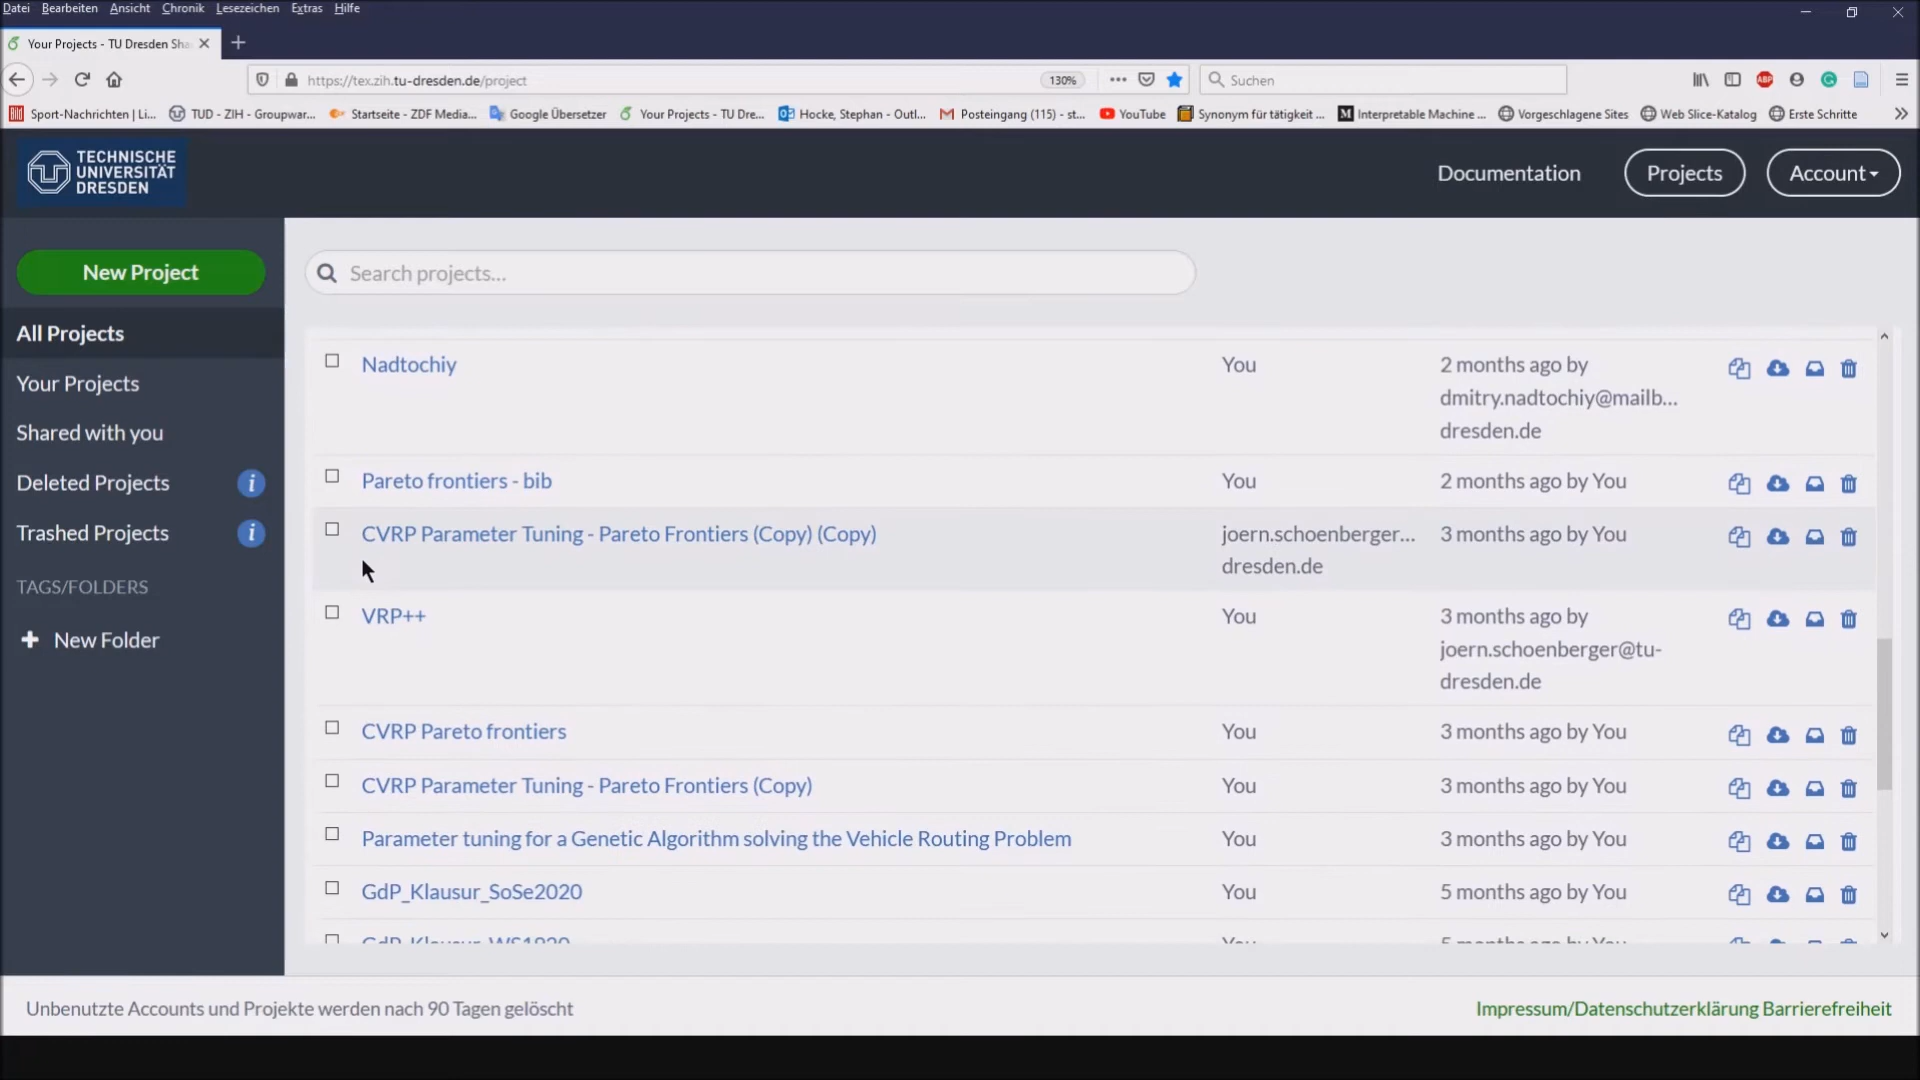 Datei Bearbeiten Ansicht Chronik Lesezeichen Extras Hilfe
Your Projects - TU Dresden Sha
https://tex.zih.tu-dresden.de/project 130% Suchen
Sport-Nachrichten | Li... TUD - ZIH - Groupwar... Startseite - ZDF Media... Google Übersetzer Your Projects - TU Dre... Hocke, Stephan - Outl... Posteingang (115) - st... YouTube Synonym für tätigkeit ... Interpretable Machine ... Vorgeschlagene Sites Web Slice-Katalog Erste Schritte
TECHNISCHE
UNIVERSITÄT
DRESDEN
Documentation Projects Account
New Project
Search projects...
All Projects
Your Projects
Shared with you
Deleted Projects
Trashed Projects
TAGS/FOLDERS
New Folder
Nadtochiy You 2 months ago by
dmitry.nadtochiy@mailb...
dresden.de
Pareto frontiers - bib You 2 months ago by You
CVRP Parameter Tuning - Pareto Frontiers (Copy) (Copy) joern.schoenberger... 3 months ago by You
dresden.de
VRP++ You 3 months ago by
joern.schoenberger@tu-
dresden.de
CVRP Pareto frontiers You 3 months ago by You
CVRP Parameter Tuning - Pareto Frontiers (Copy) You 3 months ago by You
Parameter tuning for a Genetic Algorithm solving the Vehicle Routing Problem You 3 months ago by You
GdP_Klausur_SoSe2020 You 5 months ago by You
GdP_Klausur_WS1920 You 5 months ago by You
Unbenutzte Accounts und Projekte werden nach 90 Tagen gelöscht
Impressum/Datenschutzerklärung Barrierefreiheit